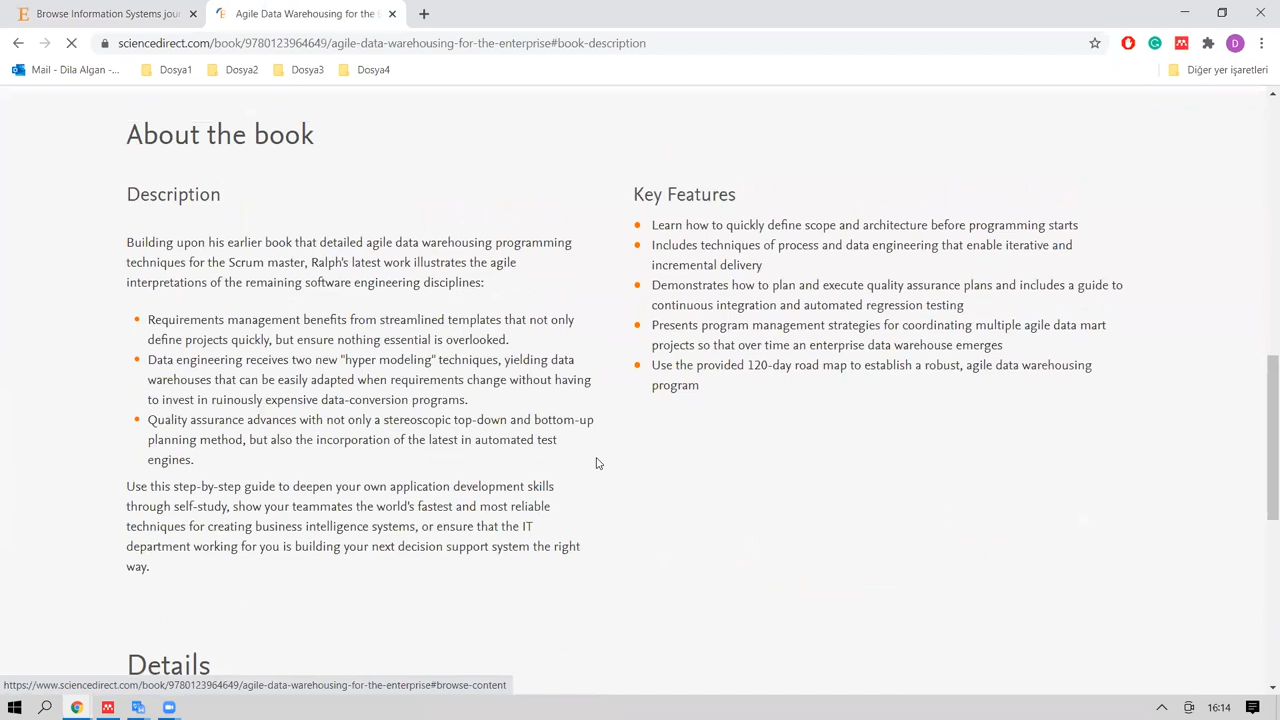 Browse Information Systems jour
Agile Data Warehousing for the
sciencedirect.com/book/9780123964649/agile-data-warehousing-for-the-enterprise#book-description
D
Mail - Dila Algan -...
Dosya1
Dosya2
Dosya3
Dosya4
Diğer yer işaretleri
About the book
Description
Building upon his earlier book that detailed agile data warehousing programming
techniques for the Scrum master, Ralph's latest work illustrates the agile
interpretations of the remaining software engineering disciplines:
Requirements management benefits from streamlined templates that not only
define projects quickly, but ensure nothing essential is overlooked.
Data engineering receives two new "hyper modeling" techniques, yielding data
warehouses that can be easily adapted when requirements change without having
to invest in ruinously expensive data-conversion programs.
Quality assurance advances with not only a stereoscopic top-down and bottom-up
planning method, but also the incorporation of the latest in automated test
engines.
Use this step-by-step guide to deepen your own application development skills
through self-study, show your teammates the world's fastest and most reliable
techniques for creating business intelligence systems, or ensure that the IT
department working for you is building your next decision support system the right
way.
Key Features
Learn how to quickly define scope and architecture before programming starts
Includes techniques of process and data engineering that enable iterative and
incremental delivery
Demonstrates how to plan and execute quality assurance plans and includes a guide to
continuous integration and automated regression testing
Presents program management strategies for coordinating multiple agile data mart
projects so that over time an enterprise data warehouse emerges
Use the provided 120-day road map to establish a robust, agile data warehousing
program
Details
https://www.sciencedirect.com/book/9780123964649/agile-data-warehousing-for-the-enterprise#browse-content
16:14